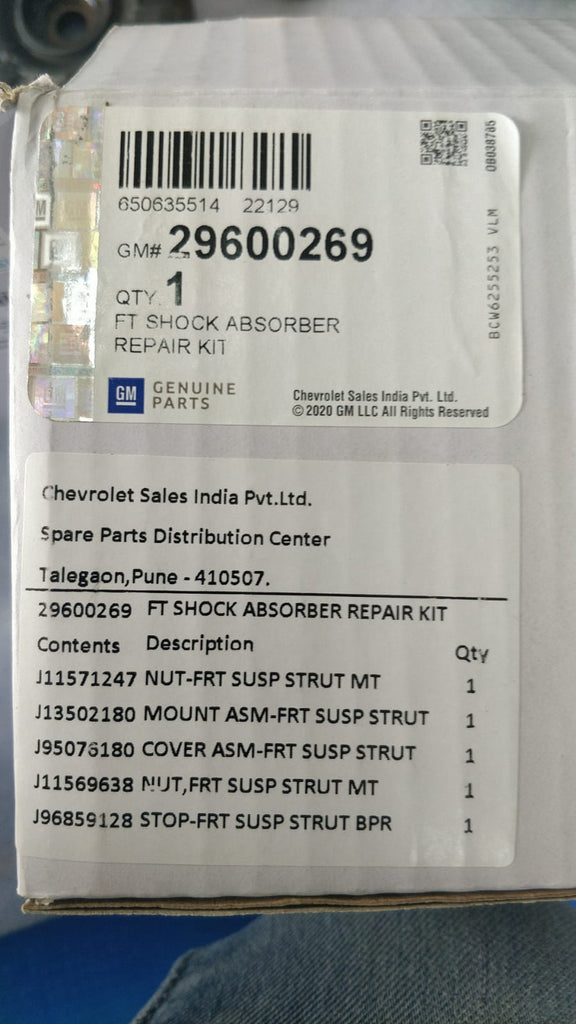 650635514 22129
GM# 29600269
QTY. 1
FT SHOCK ABSORBER
REPAIR KIT
GM GENUINE
PARTS
Chevrolet Sales India Pvt. Ltd.
© 2020 GM LLC All Rights Reserved
BCW6255253 VLM 08038785
Chevrolet Sales India Pvt.Ltd.
Spare Parts Distribution Center
Talegaon,Pune - 410507.
29600269 FT SHOCK ABSORBER REPAIR KIT
Contents Description Qty
J11571247 NUT-FRT SUSP STRUT MT 1
J13502180 MOUNT ASM-FRT SUSP STRUT 1
J95076180 COVER ASM-FRT SUSP STRUT 1
J11569638 NUT,FRT SUSP STRUT MT 1
J96859128 STOP-FRT SUSP STRUT BPR 1